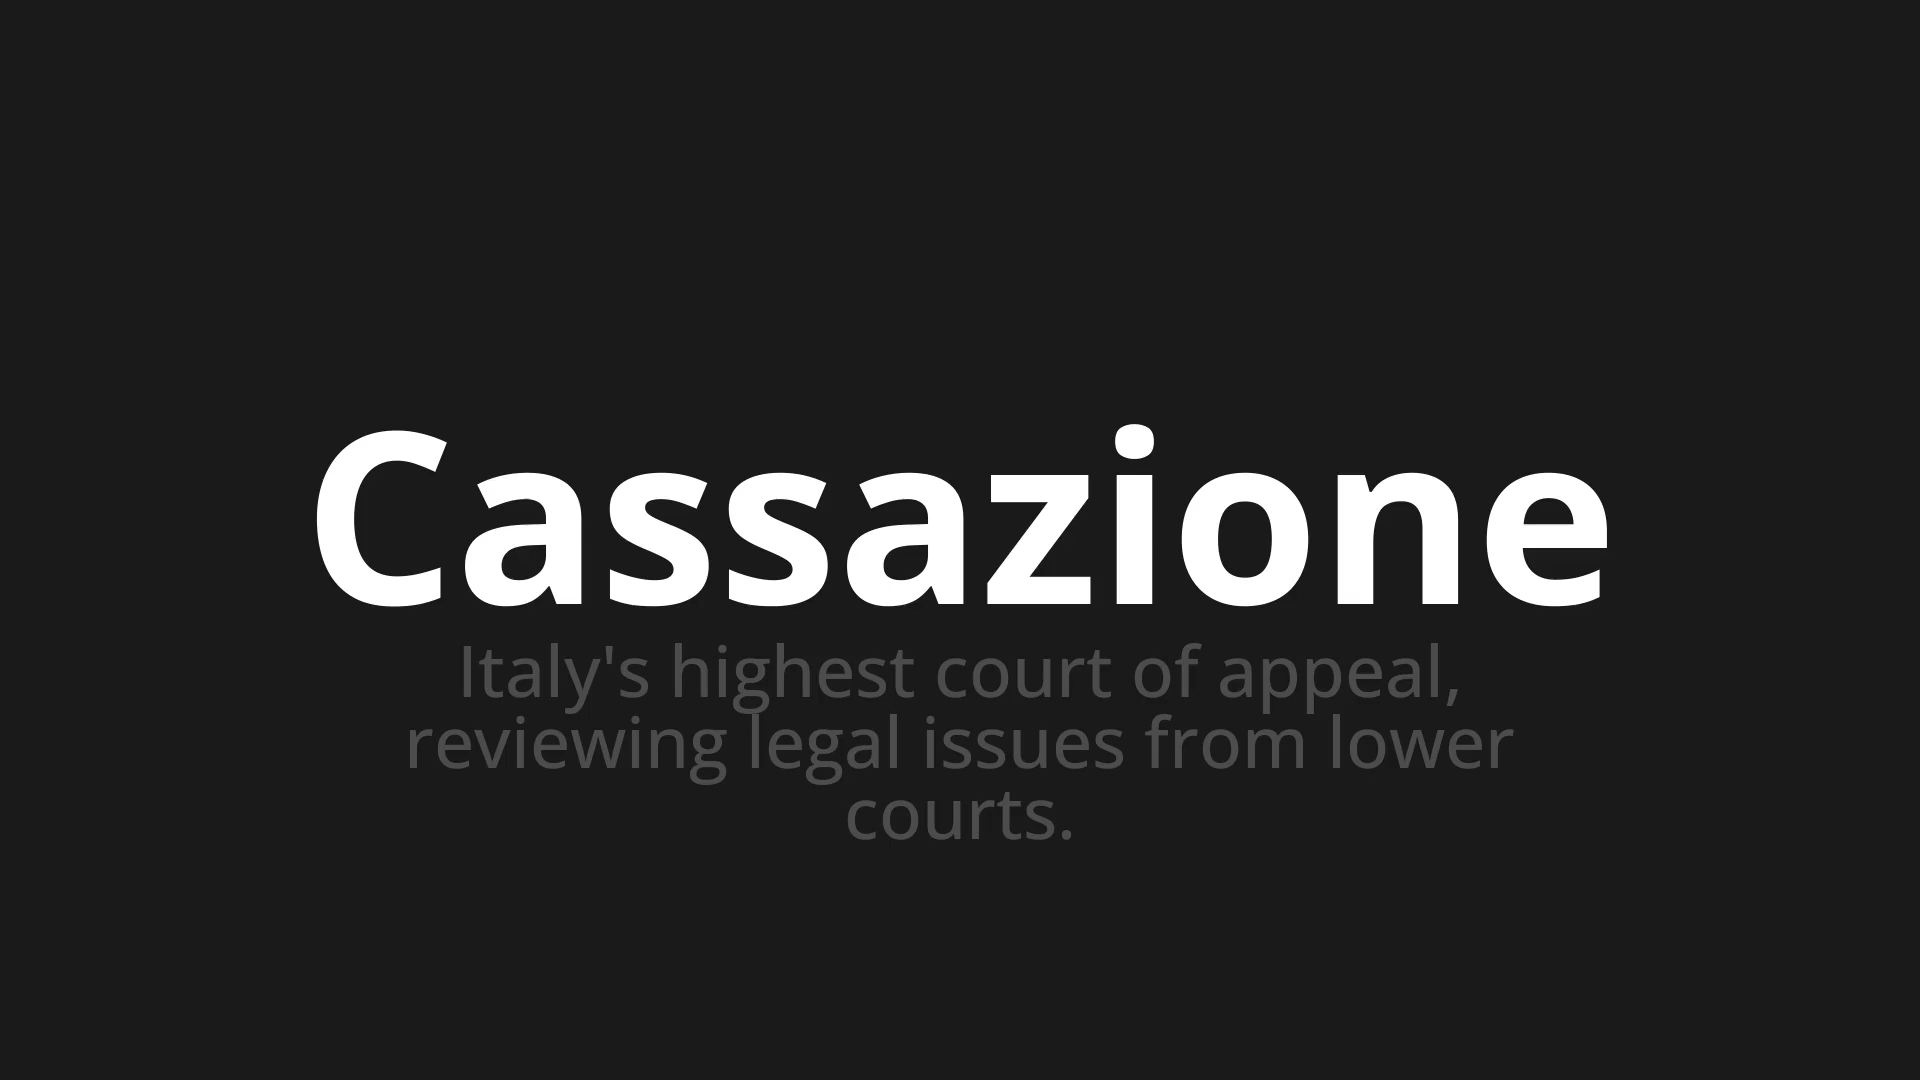 Cassazione
Italy's highest court of appeal,
reviewing legal issues from lower
courts.